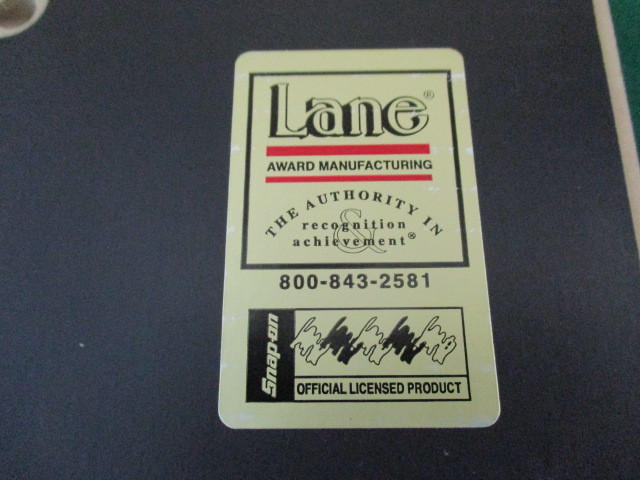 Lane®
AWARD MANUFACTURING
THE AUTHORITY IN
recognition
&
achievement®
800-843-2581
Snap-on
OFFICIAL LICENSED PRODUCT